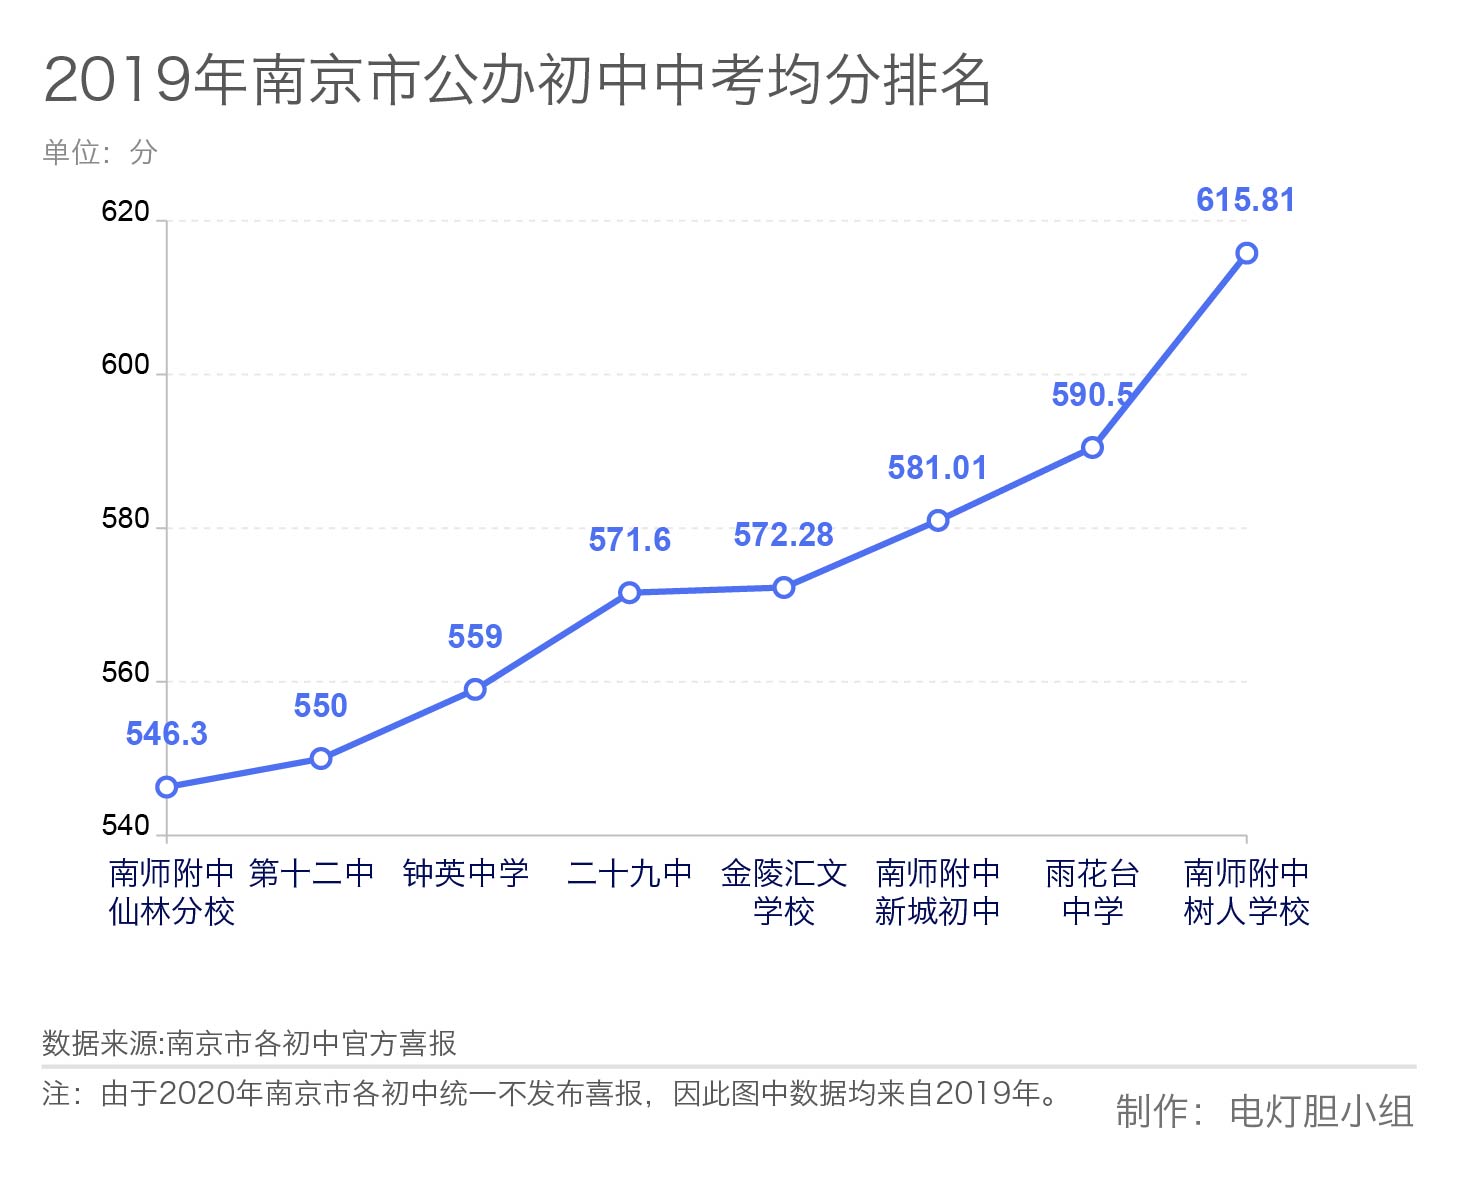 2019年南京市公办初中中考均分排名
单位：分
620
600
580
560
540
546.3
550
559
571.6
572.28
581.01
590.5
615.81
南师附中
仙林分校
第十二中
钟英中学
二十九中
金陵汇文
学校
南师附中
新城初中
雨花台
中学
南师附中
树人学校
数据来源:南京市各初中官方喜报
注：由于2020年南京市各初中统一不发布喜报，因此图中数据均来自2019年。
制作：电灯胆小组